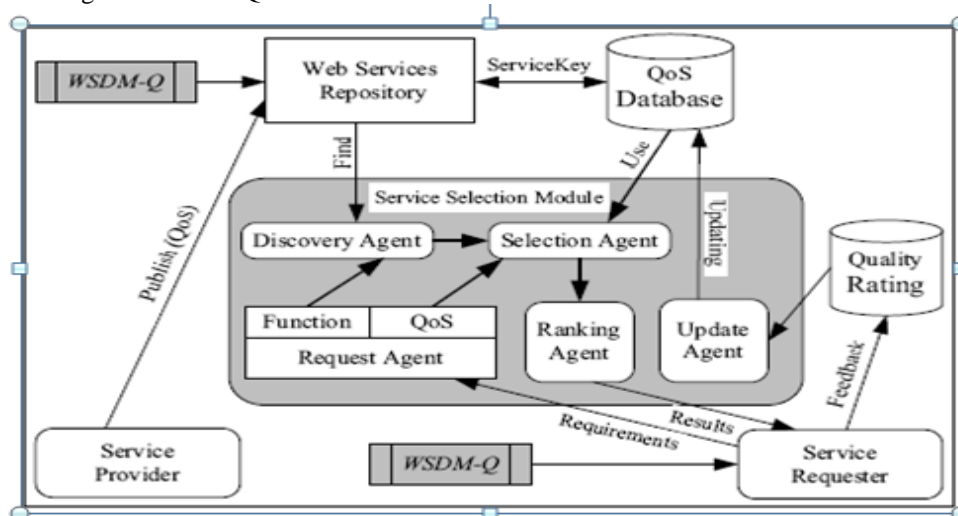 WSDM-Q
Web Services
Repository
ServiceKey
QoS
Database
Find
Use
Publish (QoS)
Service Selection Module
Updating
Discovery Agent
Selection Agent
Quality
Rating
Function
QoS
Request Agent
Ranking
Agent
Update
Agent
Feedback
Requirements
Results
Service
Provider
WSDM-Q
Service
Requester